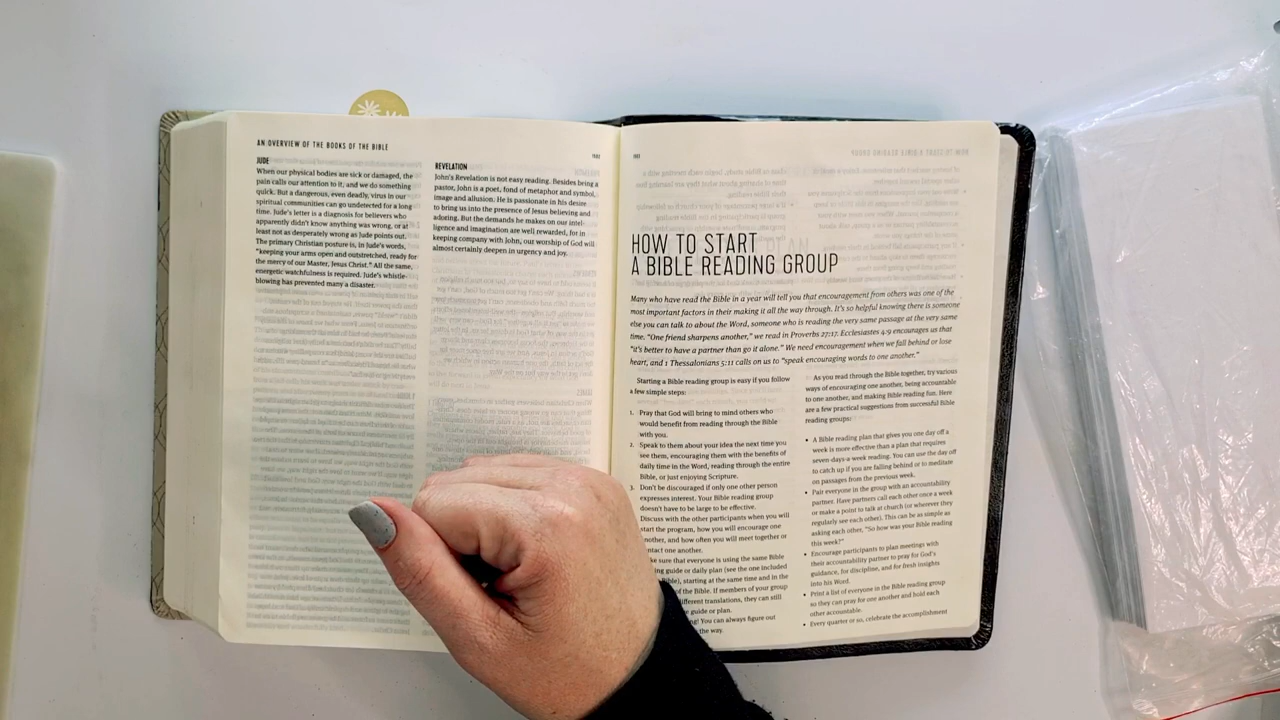 AN OVERVIEW OF THE BOOKS OF THE BIBLE
JUDE
When our physical bodies are sick or damaged, the
pain calls our attention to it, and we do something
quick. But a dangerous, even deadly, virus in our
spiritual communities can go undetected for a long
time. Jude's letter is a diagnosis for believers who
apparently didn't know anything was wrong, or at
least not as desperately wrong as Jude points out.
The primary Christian posture is, in Jude's words,
"keeping your arms open and outstretched, ready for
the mercy of our Master, Jesus Christ." All the same,
energetic watchfulness is required. Jude's whistle-
blowing has prevented many a disaster.
REVELATION
John's Revelation is not easy reading. Besides being a
pastor, John is a poet, fond of metaphor and symbol,
image and allusion. He is passionate in his desire
to bring us into the presence of Jesus believing and
adoring. But the demands he makes on our intel-
ligence and imagination are well rewarded, for in
keeping company with John, our worship of God will
almost certainly deepen in urgency and joy.
HOW TO START
A BIBLE READING GROUP
Many who have read the Bible in a year will tell you that encouragement from others was one of the
most important factors in their making it all the way through. It's so helpful knowing there is someone
else you can talk to about the Word, someone who is reading the very same passage at the very same
time. "One friend sharpens another," we read in Proverbs 27:17. Ecclesiastes 4:9 encourages us that
"it's better to have a partner than go it alone." We need encouragement when we fall behind or lose
heart, and 1 Thessalonians 5:11 calls on us to "speak encouraging words to one another."
Starting a Bible reading group is easy if you follow
a few simple steps:
1. Pray that God will bring to mind others who
would benefit from reading through the Bible
with you.
2. Speak to them about your idea the next time you
see them, encouraging them with the benefits of
daily time in the Word, reading through the entire
Bible, or just enjoying Scripture.
3. Don't be discouraged if only one other person
expresses interest. Your Bible reading group
doesn't have to be large to be effective.
Discuss with the other participants when you will
start the program, how you will encourage one
nother, and how often you will meet together or
ntact one another.
ke sure that everyone is using the same Bible
ing guide or daily plan (see the one included
Bible), starting at the same time and in the
of the Bible. If members of your group
ifferent translations, they can still
e guide or plan.
ng! You can always figure out
the way.
As you read through the Bible together, try various
ways of encouraging one another, being accountable
to one another, and making Bible reading fun. Here
are a few practical suggestions from successful Bible
reading groups:
• A Bible reading plan that gives you one day off a
week is more effective than a plan that requires
seven-days-a-week reading. You can use the day off
to catch up if you are falling behind or to meditate
on passages from the previous week.
• Pair everyone in the group with an accountability
partner. Have partners call each other once a week
or make a point to talk at church (or wherever they
regularly see each other). This can be as simple as
asking each other, "So how was your Bible reading
this week?"
• Encourage participants to plan meetings with
their accountability partner to pray for God's
guidance, for discipline, and for fresh insights
into his Word.
• Print a list of everyone in the Bible reading group
so they can pray for one another and hold each
other accountable.
• Every quarter or so, celebrate the accomplishment